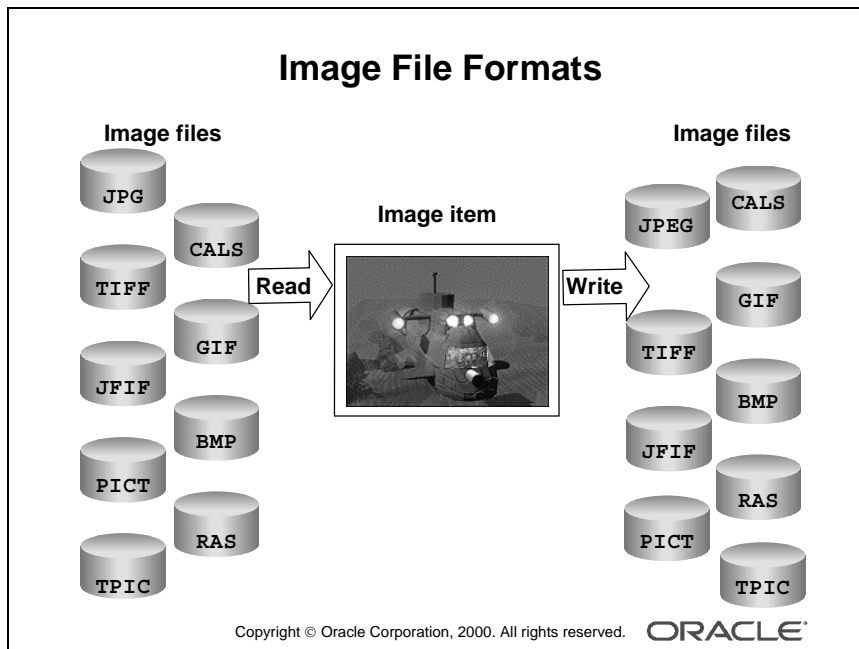 Image File Formats
Image files
JPG
CALS
TIFF
GIF
JFIF
BMP
PICT
RAS
TPIC
Read
Image item
Write
Image files
CALS
JPEG
GIF
TIFF
BMP
JFIF
RAS
PICT
TPIC
Copyright © Oracle Corporation, 2000. All rights reserved.
ORACLE®